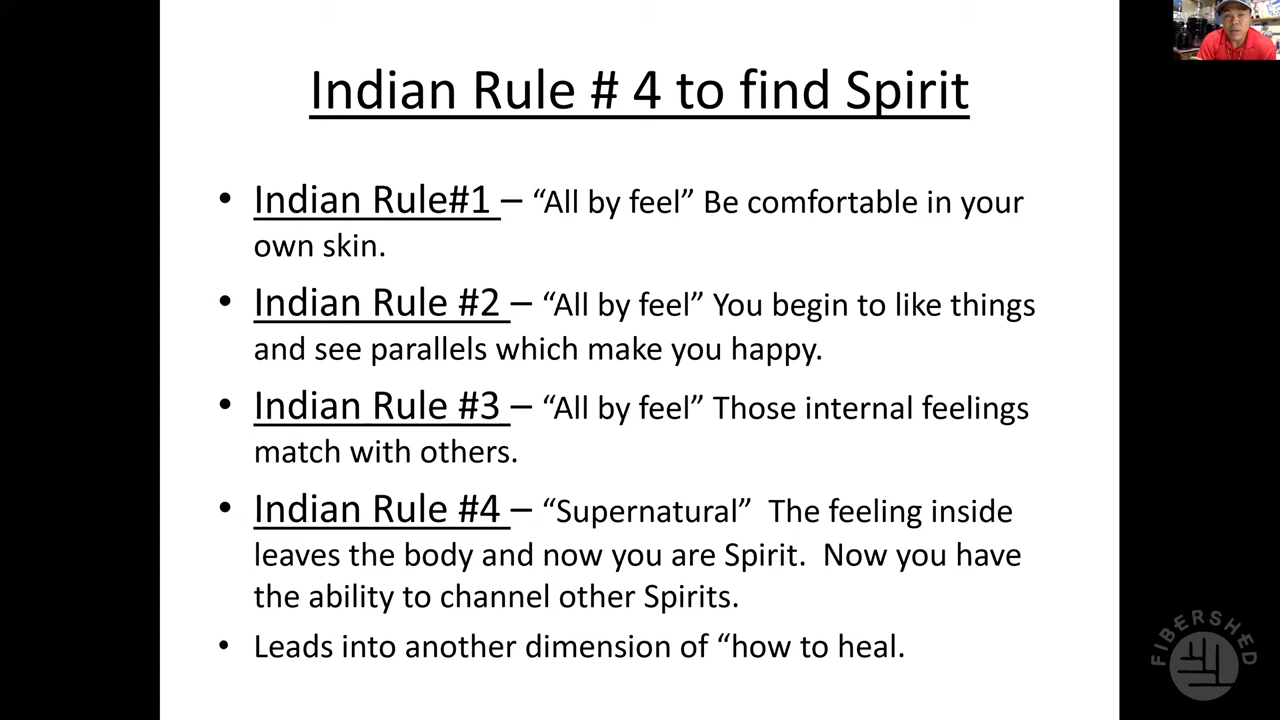 Indian Rule # 4 to find Spirit
• Indian Rule#1 – “All by feel” Be comfortable in your
own skin.
• Indian Rule #2 – “All by feel” You begin to like things
and see parallels which make you happy.
• Indian Rule #3 – “All by feel” Those internal feelings
match with others.
• Indian Rule #4 – “Supernatural”  The feeling inside
leaves the body and now you are Spirit.  Now you have
the ability to channel other Spirits.
• Leads into another dimension of “how to heal.
FIBERSHED